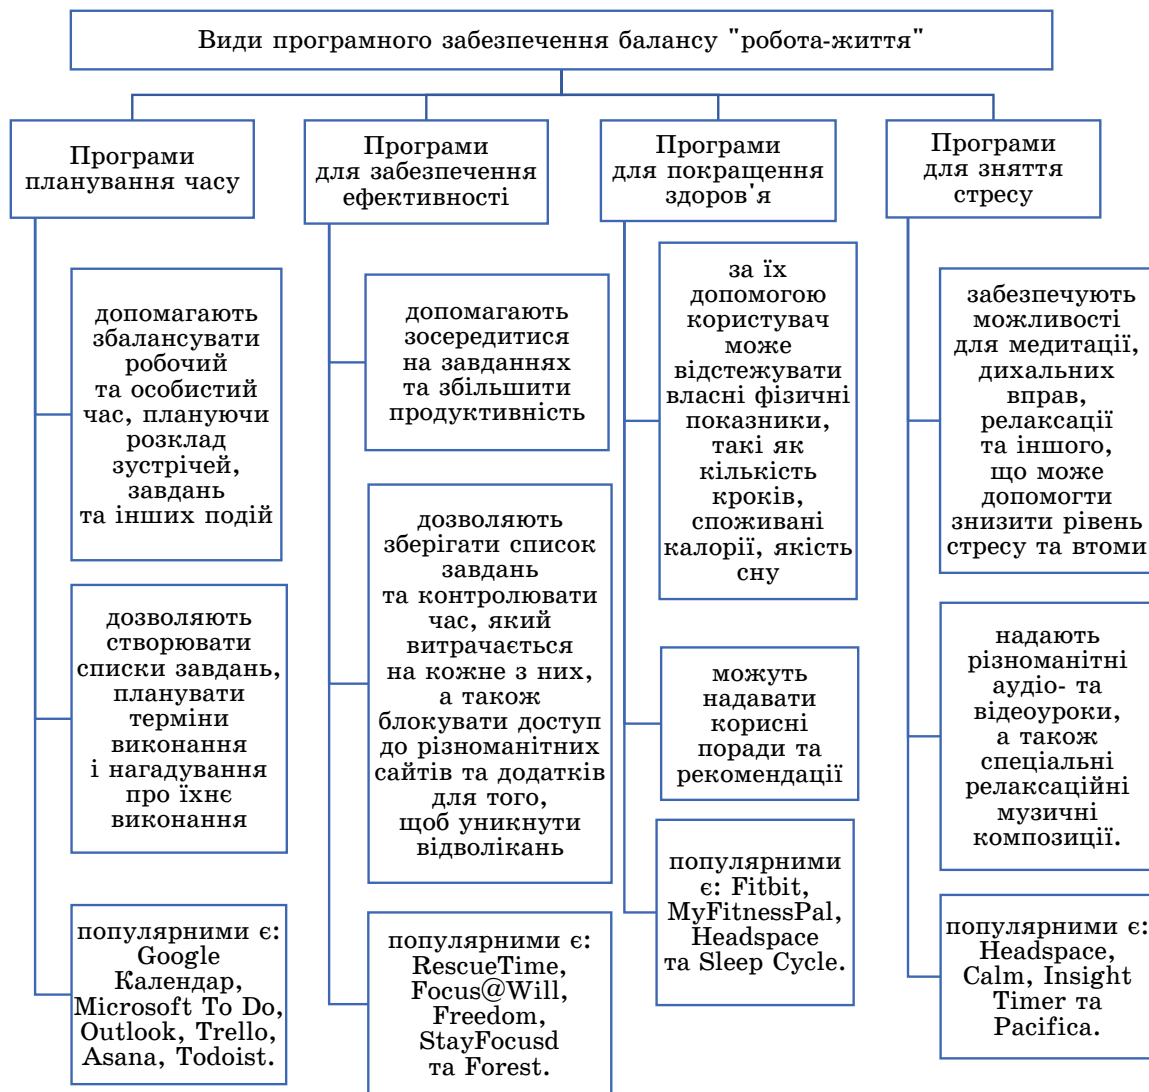 Види програмного забезпечення балансу "робота-життя"
Програми
планування часу
допомагають
збалансувати
робочий
та особистий
час, плануючи
розклад
зустрічей,
завдань
та інших подій
дозволяють
створювати
списки завдань,
планувати
терміни
виконання
і нагадування
про їхнє
виконання
популярними є:
Google
Календар,
Microsoft To Do,
Outlook, Trello,
Asana, Todoist.
Програми
для забезпечення
ефективності
допомагають
зосередитися
на завданнях
та збільшити
продуктивність
дозволяють
зберігати список
завдань
та контролювати
час, який
витрачається
на кожне з них,
а також
блокувати доступ
до різноманітних
сайтів та додатків
для того,
щоб уникнути
відволікань
популярними є:
RescueTime,
Focus@Will,
Freedom,
StayFocusd
та Forest.
Програми
для покращення
здоров'я
за їх
допомогою
користувач
може
відстежувати
власні фізичні
показники,
такі як
кількість
кроків,
споживані
калорії, якість
сну
можуть
надавати
корисні
поради та
рекомендації
популярними
є: Fitbit,
MyFitnessPal,
Headspace
та Sleep Cycle.
Програми
для зняття
стресу
забезпечують
можливості
для медитації,
дихальних
вправ,
релаксації
та іншого,
що може
допомогти
знизити рівень
стресу та втоми
надають
різноманітні
аудіо- та
відеоуроки,
а також
спеціальні
релаксаційні
музичні
композиції.
популярними є:
Headspace,
Calm, Insight
Timer та
Pacifica.